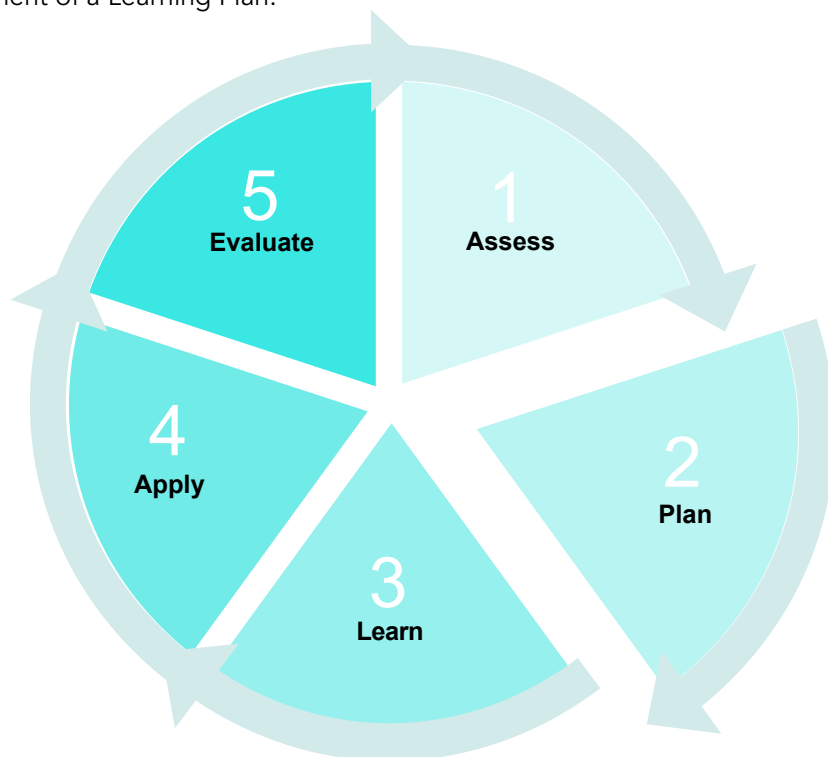 of a Learning Plan.
1
Assess
2
Plan
3
Learn
4
Apply
5
Evaluate